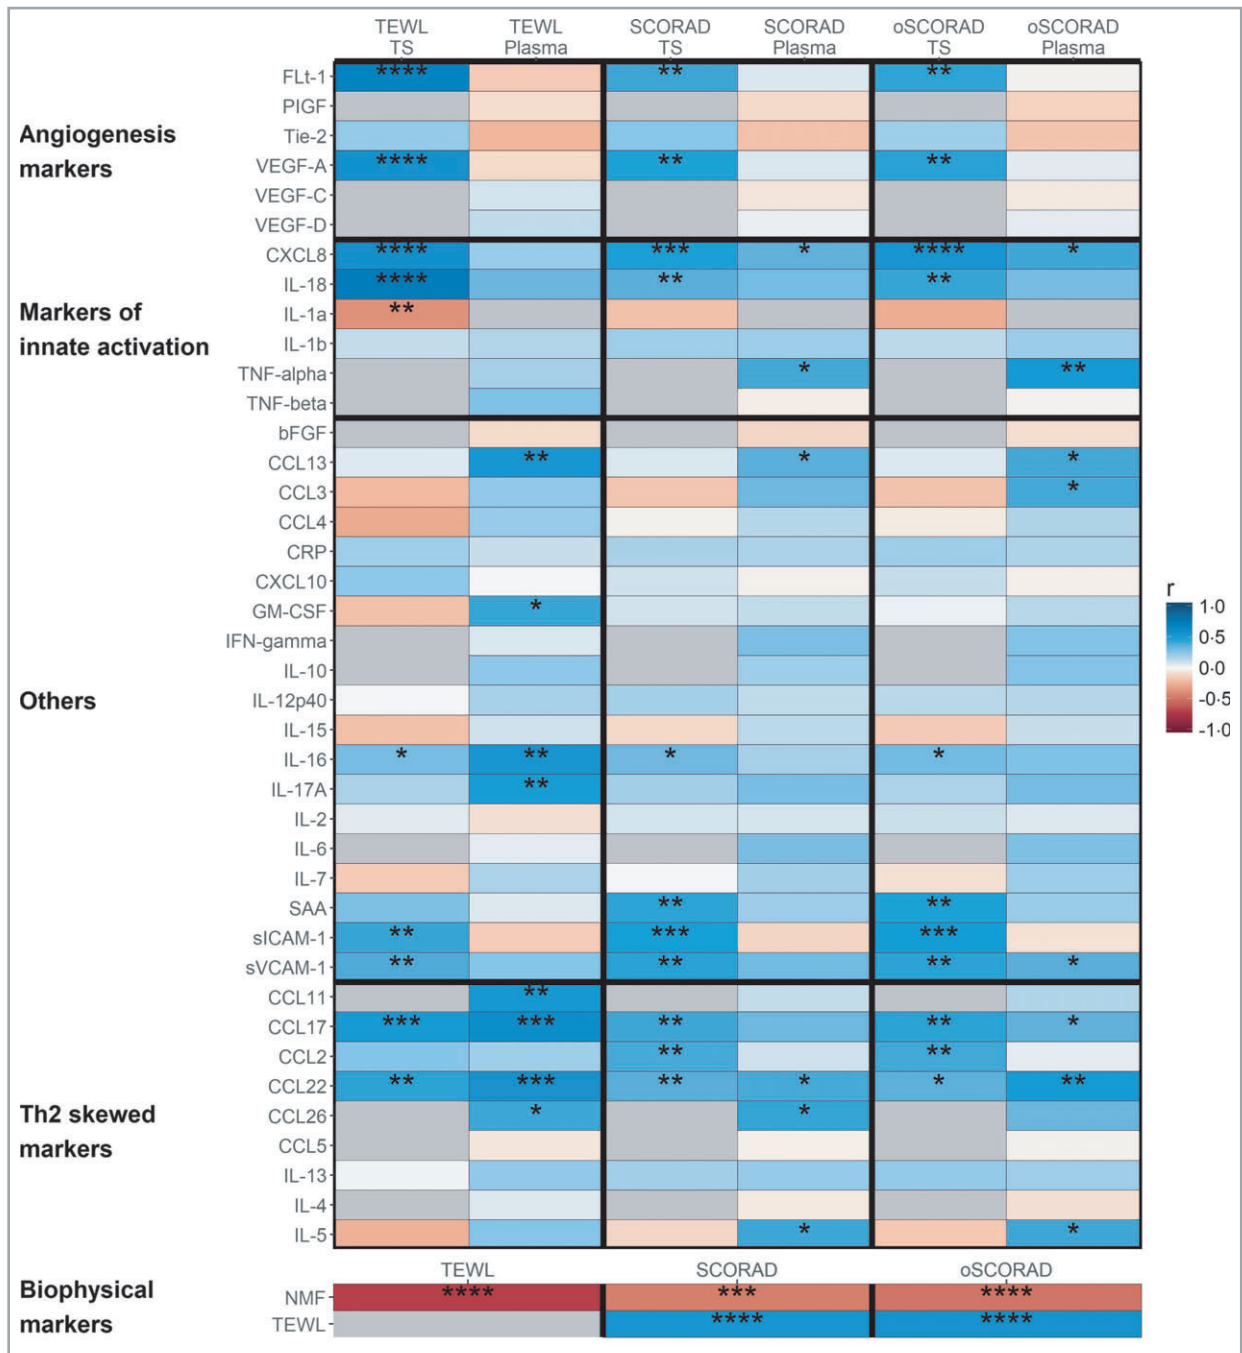 TEWL TS TEWL Plasma SCORAD TS SCORAD Plasma oSCORAD TS oSCORAD Plasma
Angiogenesis markers
FLt-1 **** ** **
PIGF
Tie-2
VEGF-A **** ** **
VEGF-C
VEGF-D
Markers of innate activation
CXCL8 **** *** * **** *
IL-18 **** ** **
IL-1a **
IL-1b
TNF-alpha * **
TNF-beta
Others
bFGF
CCL13 ** * *
CCL3 *
CCL4
CRP
CXCL10
GM-CSF *
IFN-gamma
IL-10
IL-12p40
IL-15
IL-16 * ** * *
IL-17A **
IL-2
IL-6
IL-7
SAA ** **
sICAM-1 ** *** ***
sVCAM-1 ** ** ** *
Th2 skewed markers
CCL11 **
CCL17 *** *** ** ** *
CCL2 ** **
CCL22 ** *** ** * * **
CCL26 * *
CCL5
IL-13
IL-4
IL-5 * *
Biophysical markers
TEWL SCORAD oSCORAD
NMF **** *** ****
TEWL **** ****
r
1·0
0·5
0·0
-0·5
-1·0